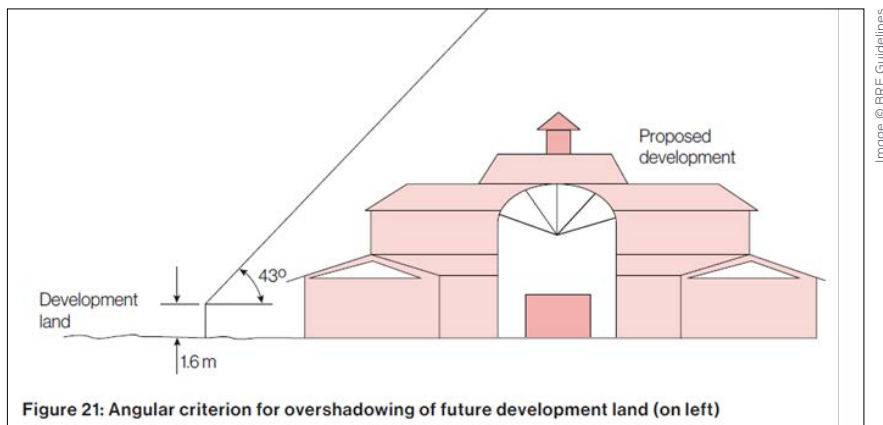 Proposed
development
43º
Development
land
1.6 m
Figure 21: Angular criterion for overshadowing of future development land (on left)
Image © BRE Guidelines